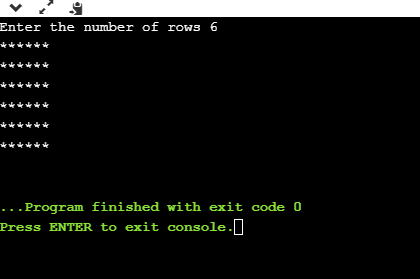 Enter the number of rows 6
******
******
******
******
******
******
...Program finished with exit code 0
Press ENTER to exit console.